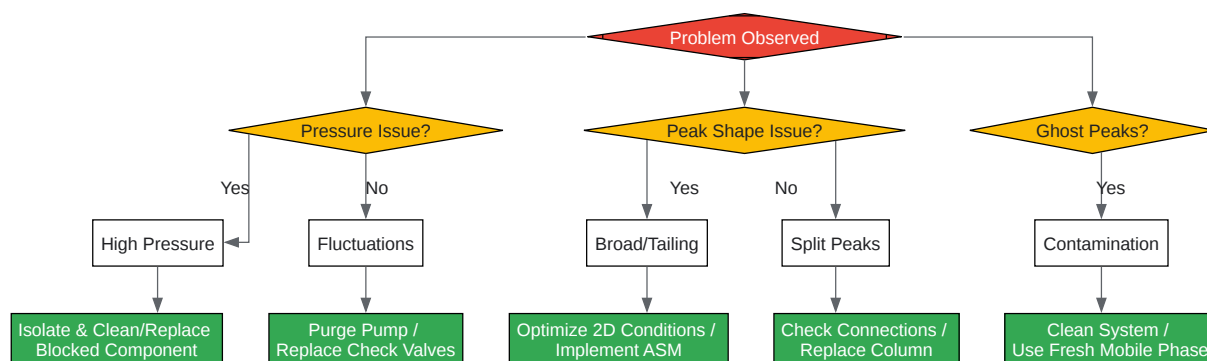 Problem Observed
Pressure Issue?
Peak Shape Issue?
Ghost Peaks?
Yes
No
Yes
No
Yes
High Pressure
Fluctuations
Broad/Tailing
Split Peaks
Contamination
Isolate & Clean/Replace
Blocked Component
Purge Pump /
Replace Check Valves
Optimize 2D Conditions /
Implement ASM
Check Connections /
Replace Column
Clean System /
Use Fresh Mobile Phase